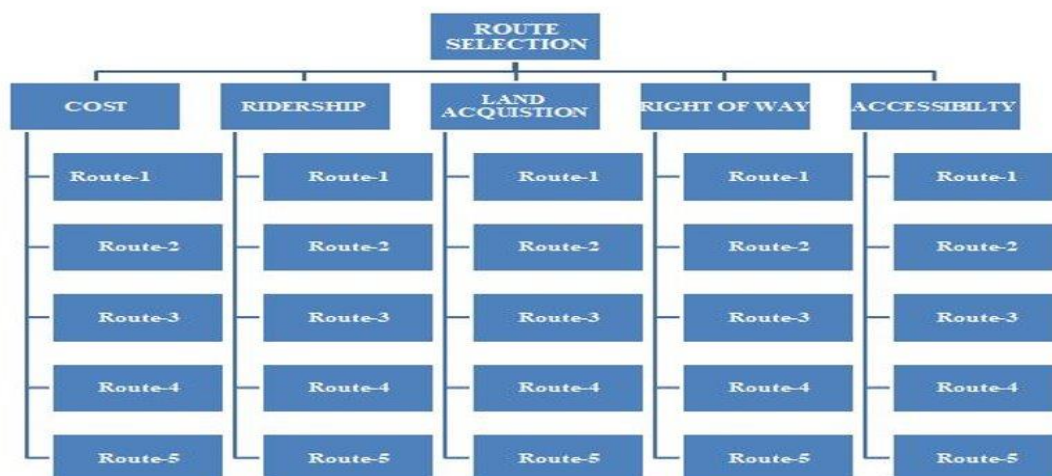 ROUTE
SELECTION
COST
RIDERSHIP
LAND
ACQUISTION
RIGHT OF WAY
ACCESSIBILTY
Route-1
Route-1
Route-1
Route-1
Route-1
Route-2
Route-2
Route-2
Route-2
Route-2
Route-3
Route-3
Route-3
Route-3
Route-3
Route-4
Route-4
Route-4
Route-4
Route-4
Route-5
Route-5
Route-5
Route-5
Route-5